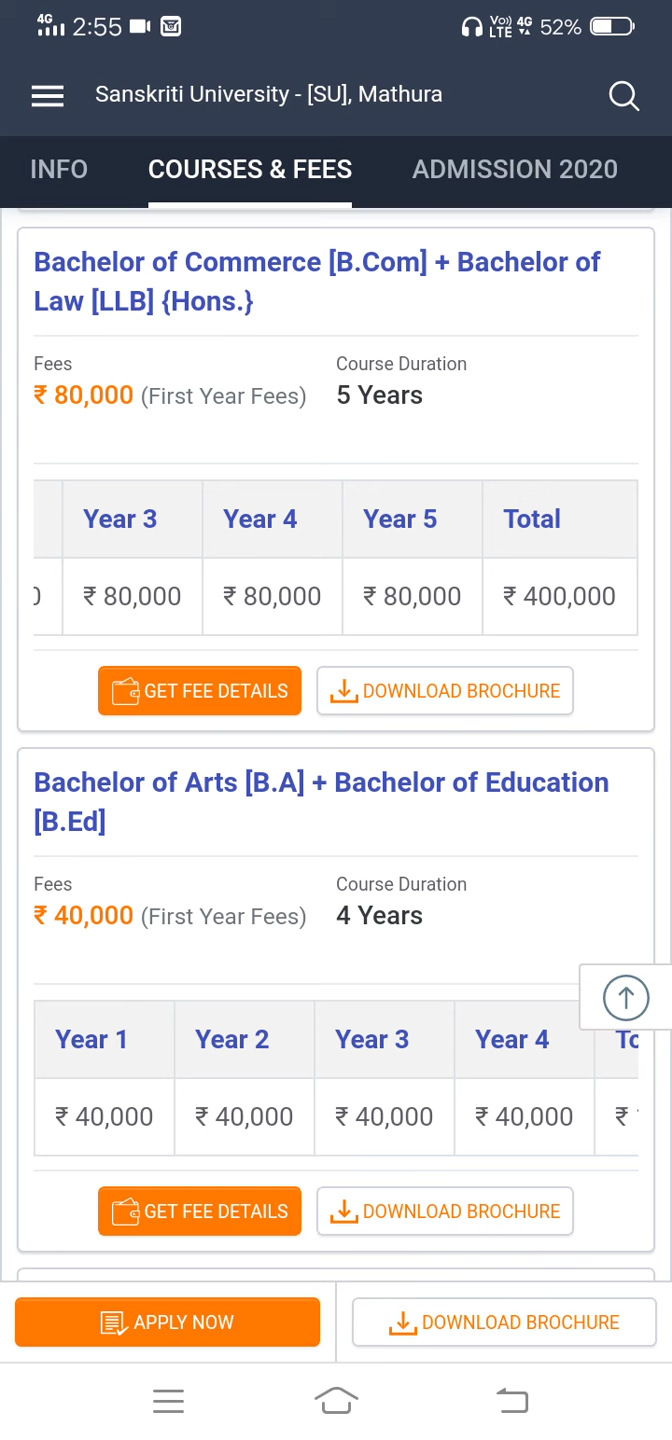 4G 2:55 Vo) LTE 4G 52%
Sanskriti University - [SU], Mathura
INFO COURSES & FEES ADMISSION 2020
Bachelor of Commerce [B.Com] + Bachelor of
Law [LLB] {Hons.}
Fees Course Duration
₹ 80,000 (First Year Fees) 5 Years
Year 3 Year 4 Year 5 Total
₹ 80,000 ₹ 80,000 ₹ 80,000 ₹ 400,000
GET FEE DETAILS DOWNLOAD BROCHURE
Bachelor of Arts [B.A] + Bachelor of Education
[B.Ed]
Fees Course Duration
₹ 40,000 (First Year Fees) 4 Years
Year 1 Year 2 Year 3 Year 4
₹ 40,000 ₹ 40,000 ₹ 40,000 ₹ 40,000 ₹
GET FEE DETAILS DOWNLOAD BROCHURE
APPLY NOW DOWNLOAD BROCHURE